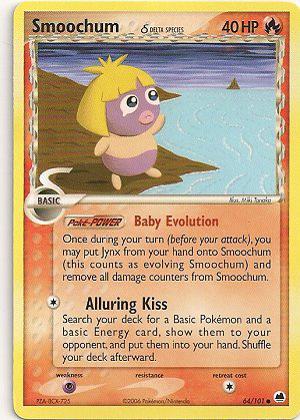 Smoochum δ DELTA SPECIES 40 HP
Illus. Miki Tanaka
BASIC
Poké-POWER Baby Evolution
Once during your turn (before your attack), you
may put Jynx from your hand onto Smoochum
(this counts as evolving Smoochum) and
remove all damage counters from Smoochum.
Alluring Kiss
Search your deck for a Basic Pokémon and a
basic Energy card, show them to your
opponent, and put them into your hand. Shuffle
your deck afterward.
weakness resistance retreat cost
©2006 Pokémon/Nintendo 64/101 ●